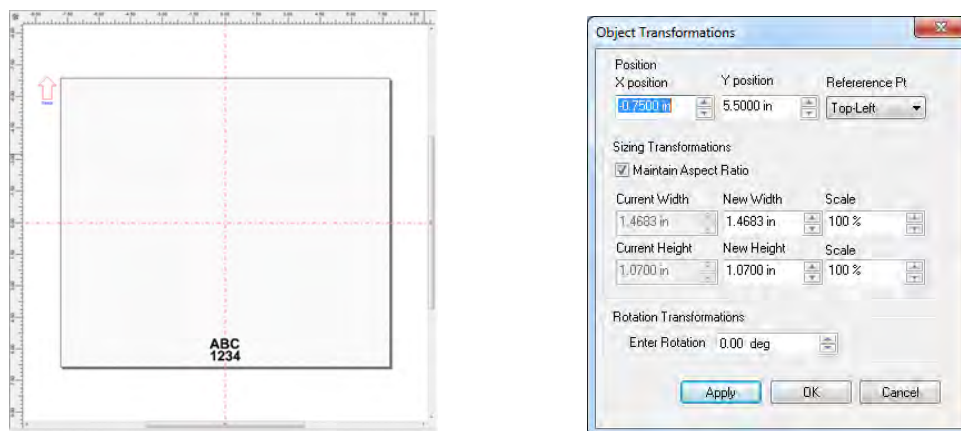 ABC
1234
Object Transformations
Position
X position Y position Refererence Pt
-0.7500 in 5.5000 in Top-Left
Sizing Transformations
Maintain Aspect Ratio
Current Width New Width Scale
1.4683 in 1.4683 in 100 %
Current Height New Height Scale
1.0700 in 1.0700 in 100 %
Rotation Transformations
Enter Rotation 0.00 deg
Apply OK Cancel